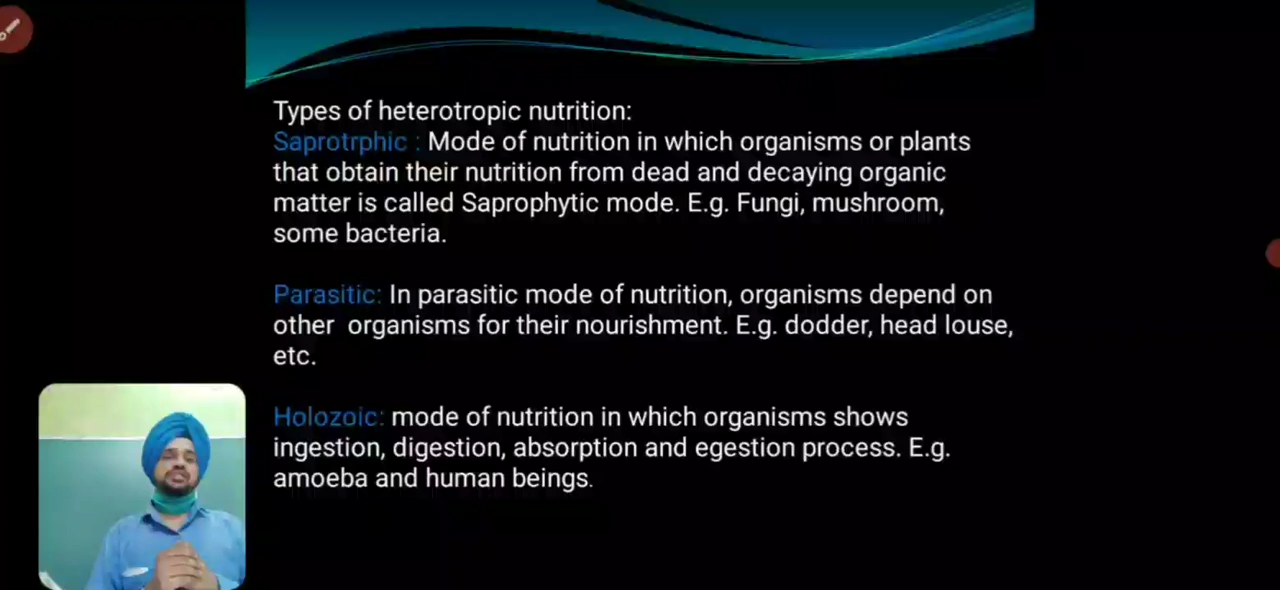 Types of heterotropic nutrition:
Saprotrphic : Mode of nutrition in which organisms or plants
that obtain their nutrition from dead and decaying organic
matter is called Saprophytic mode. E.g. Fungi, mushroom,
some bacteria.
Parasitic: In parasitic mode of nutrition, organisms depend on
other organisms for their nourishment. E.g. dodder, head louse,
etc.
Holozoic: mode of nutrition in which organisms shows
ingestion, digestion, absorption and egestion process. E.g.
amoeba and human beings.